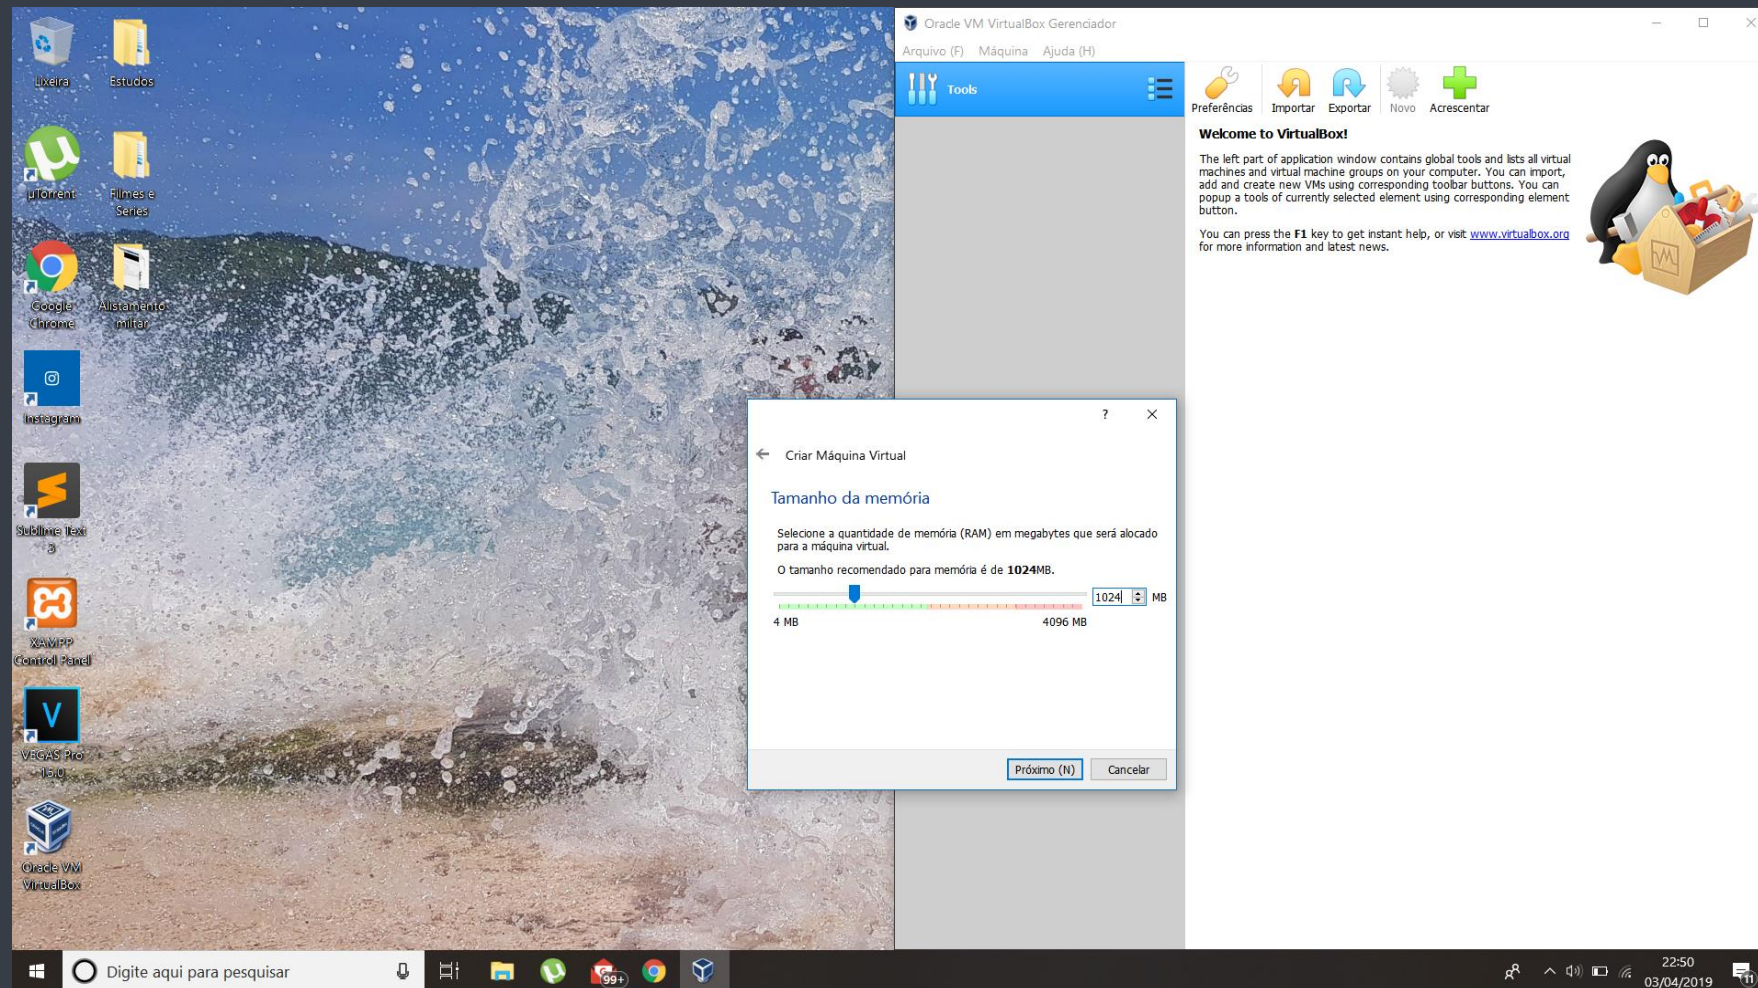 Lixeira
Estudos
µTorrent
Filmes e
Series
Google
Chrome
Alistamento
militar
Instagram
Sublime Text
3
XAMPP
Control Panel
VEGAS Pro
15.0
Oracle VM
VirtualBox
Oracle VM VirtualBox Gerenciador
Arquivo (F) Máquina Ajuda (H)
Tools
Preferências Importar Exportar Novo Acrescentar
Welcome to VirtualBox!
The left part of application window contains global tools and lists all virtual
machines and virtual machine groups on your computer. You can import,
add and create new VMs using corresponding toolbar buttons. You can
popup a tools of currently selected element using corresponding element
button.
You can press the F1 key to get instant help, or visit www.virtualbox.org
for more information and latest news.
?
Criar Máquina Virtual
Tamanho da memória
Selecione a quantidade de memória (RAM) em megabytes que será alocado
para a máquina virtual.
O tamanho recomendado para memória é de 1024MB.
1024 MB
4 MB 4096 MB
Próximo (N) Cancelar
Digite aqui para pesquisar
99+
22:50
03/04/2019
11